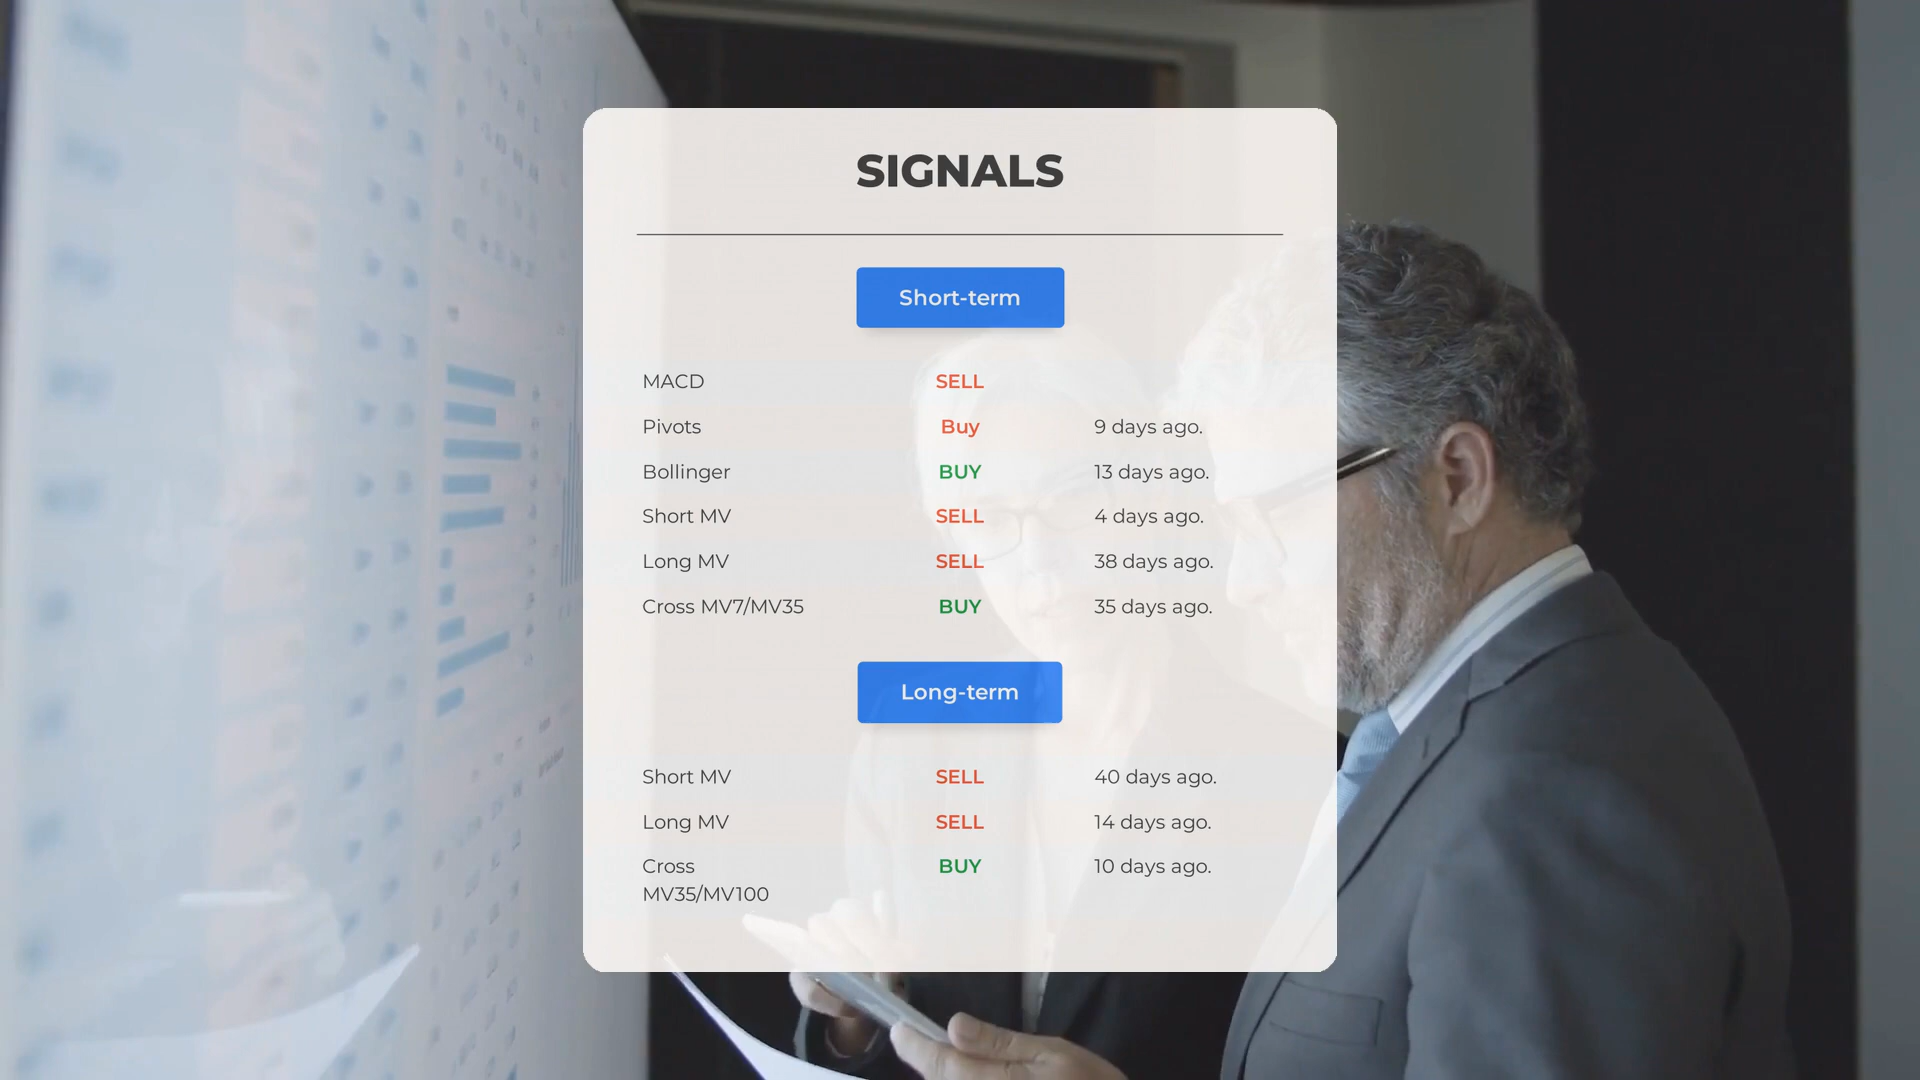 SIGNALS
Short-term
MACD SELL
Pivots Buy 9 days ago.
Bollinger BUY 13 days ago.
Short MV SELL 4 days ago.
Long MV SELL 38 days ago.
Cross MV7/MV35 BUY 35 days ago.
Long-term
Short MV SELL 40 days ago.
Long MV SELL 14 days ago.
Cross BUY 10 days ago.
MV35/MV100